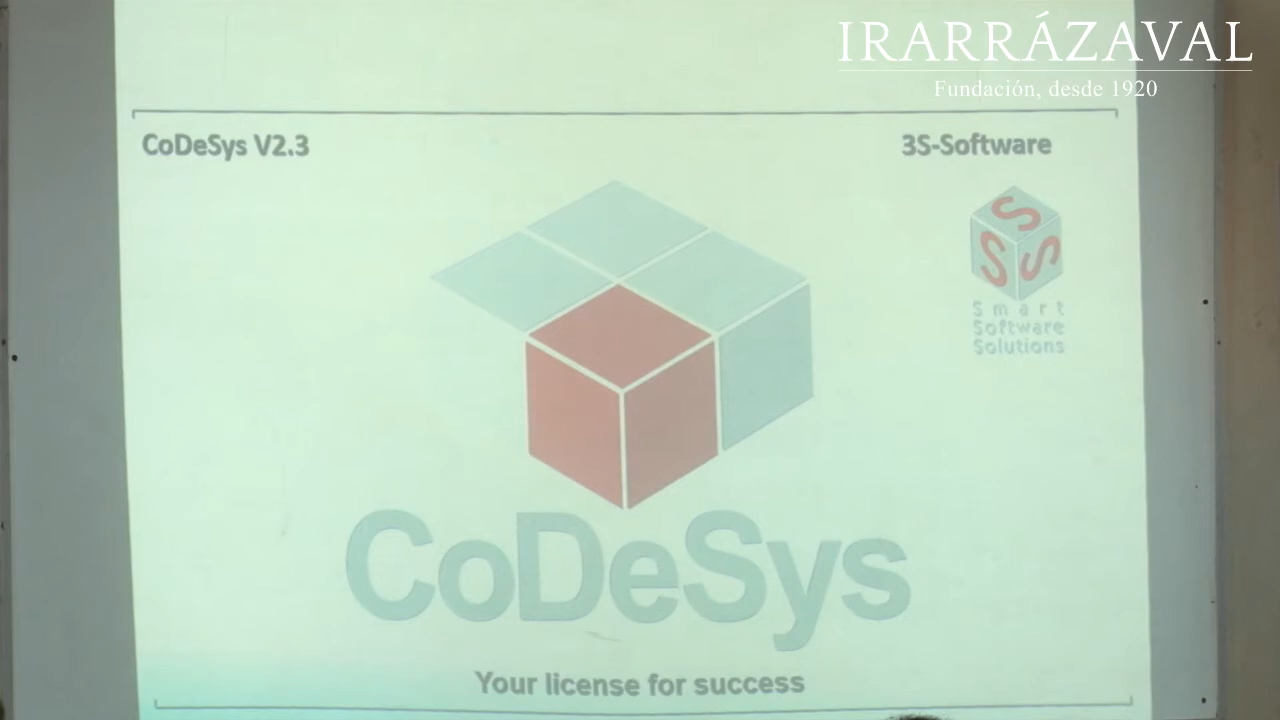 IRARRÁZAVAL
Fundación, desde 1920
CoDeSys V2.3
3S-Software
S S S
Smart
Software
Solutions
CoDeSys
Your license for success